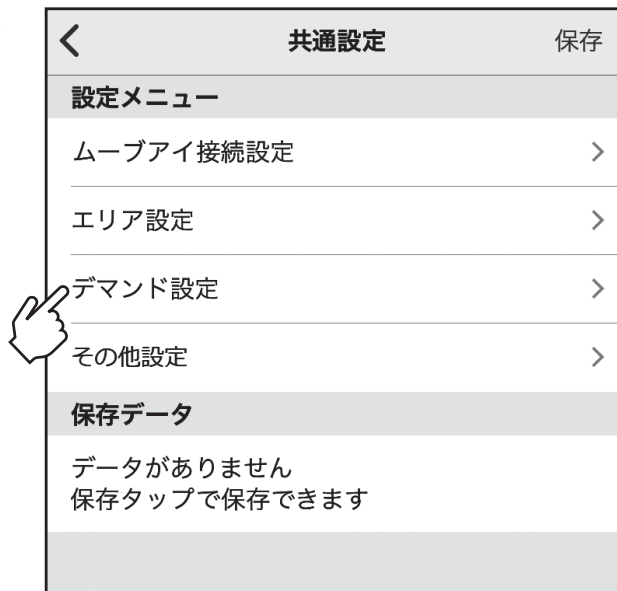 共通設定
保存
設定メニュー
ムーブアイ接続設定
エリア設定
デマンド設定
その他設定
保存データ
データがありません
保存タップで保存できます